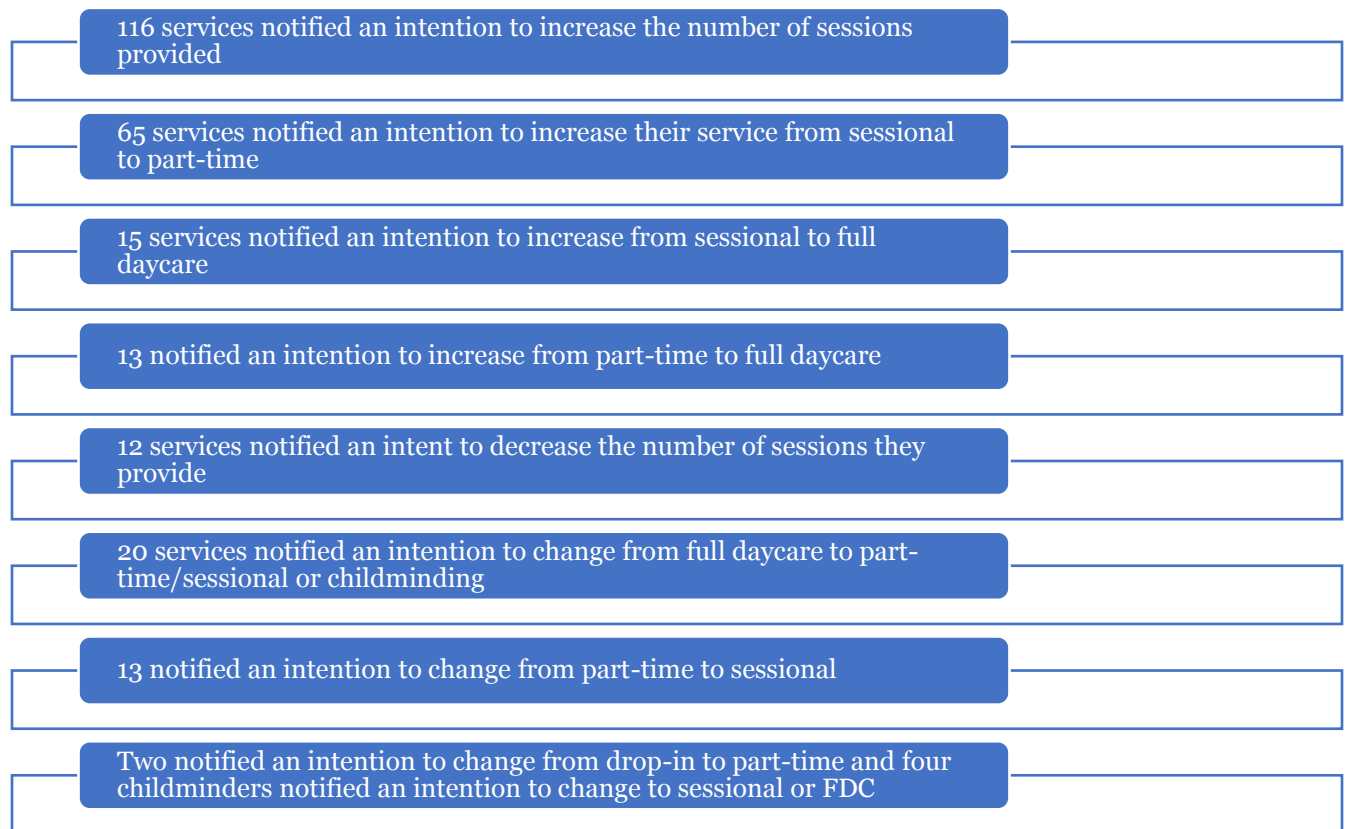 116 services notified an intention to increase the number of sessions
provided
65 services notified an intention to increase their service from sessional
to part-time
15 services notified an intention to increase from sessional to full
daycare
13 notified an intention to increase from part-time to full daycare
12 services notified an intent to decrease the number of sessions they
provide
20 services notified an intention to change from full daycare to part-
time/sessional or childminding
13 notified an intention to change from part-time to sessional
Two notified an intention to change from drop-in to part-time and four
childminders notified an intention to change to sessional or FDC